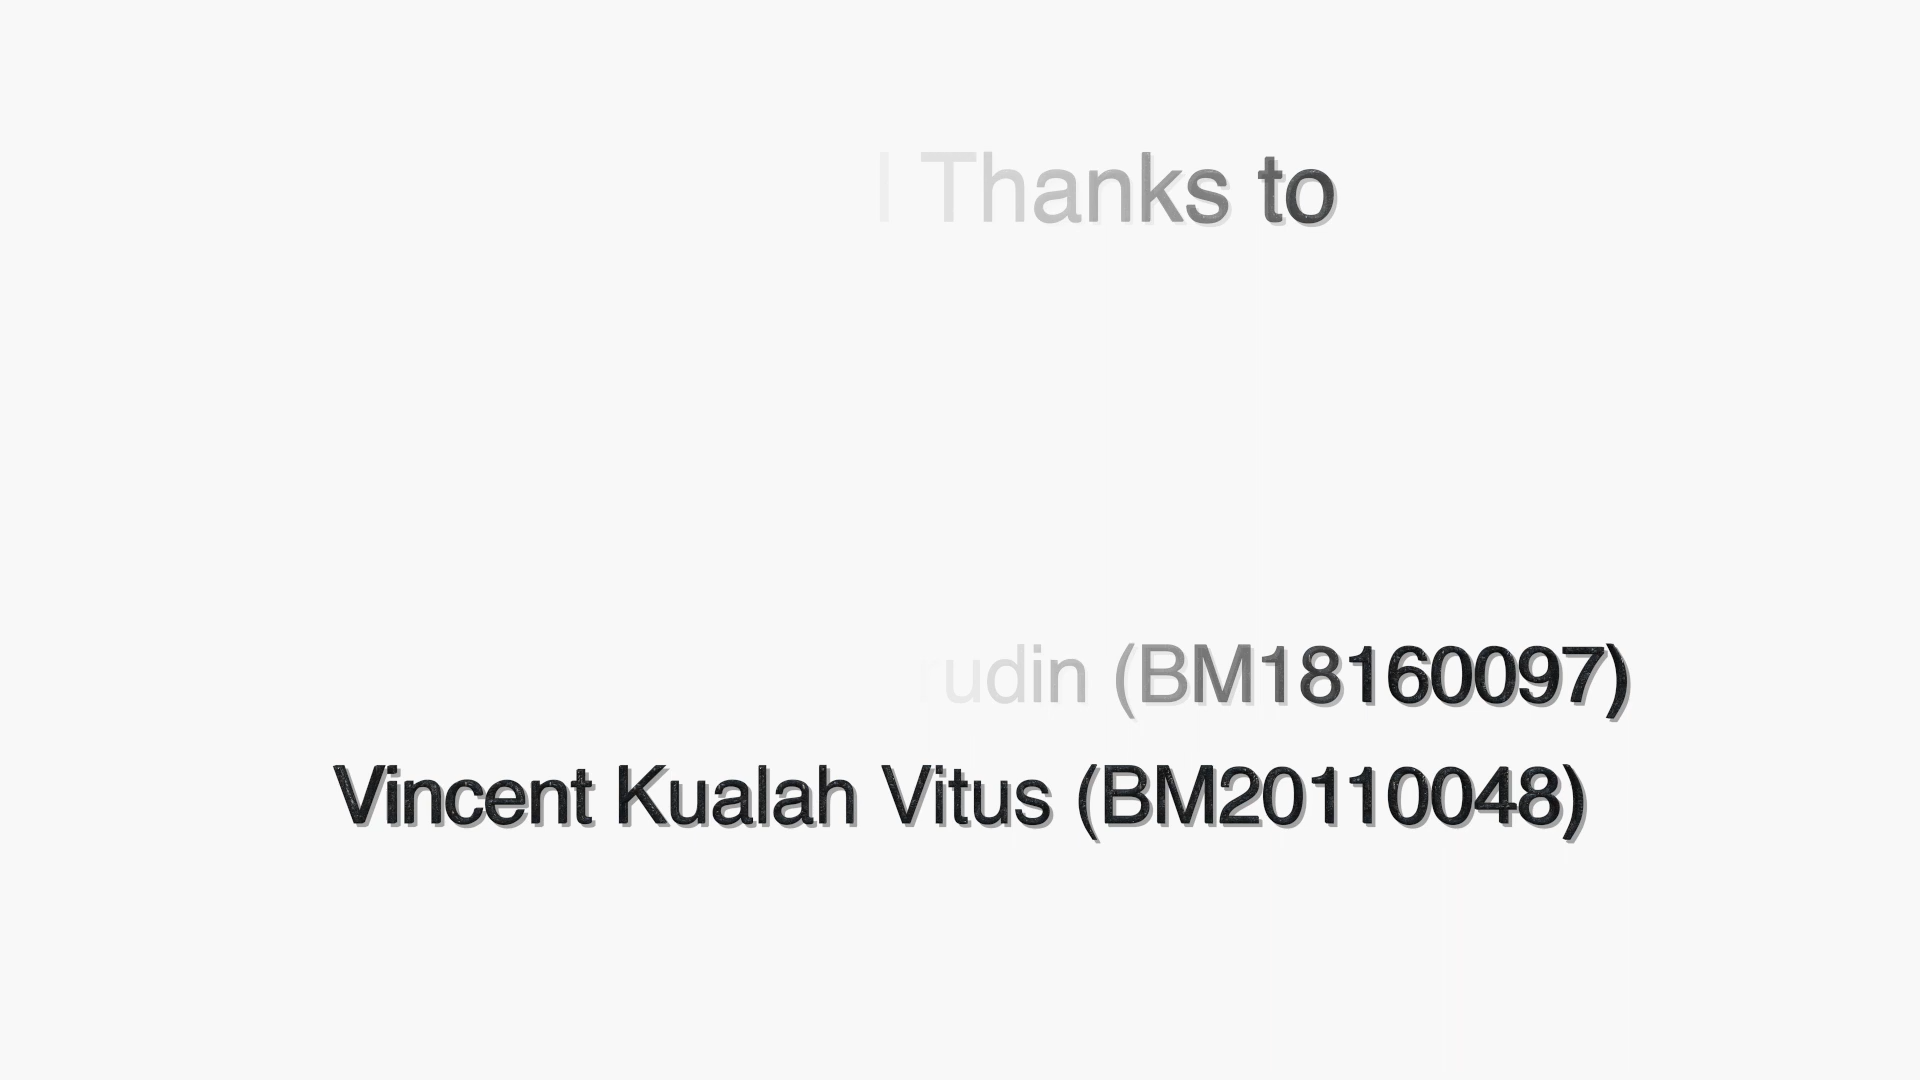 l Thanks to
rudin (BM18160097)
Vincent Kualah Vitus (BM20110048)